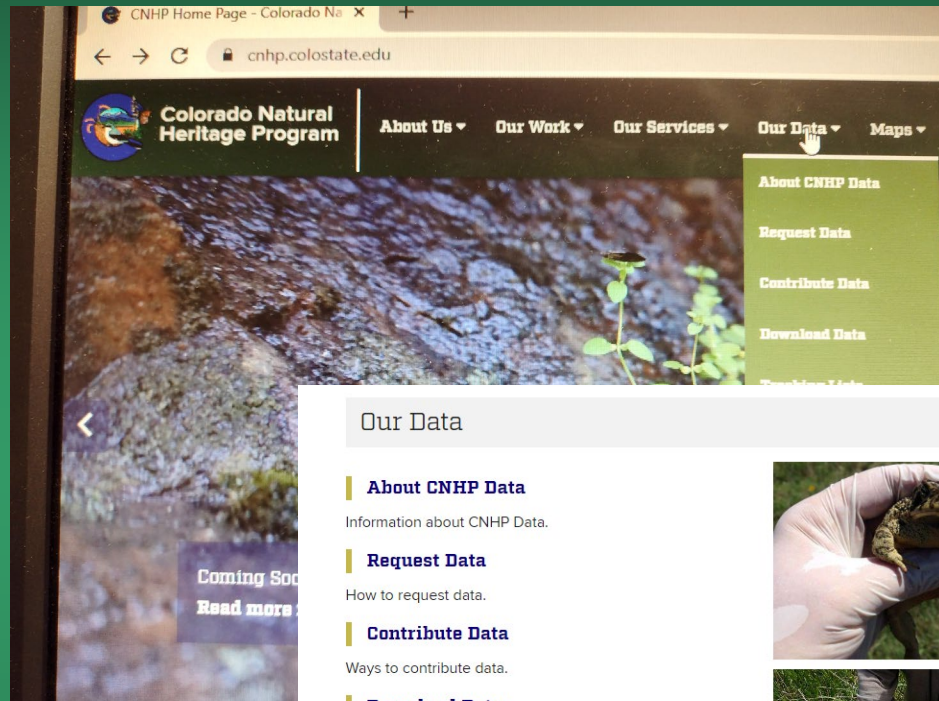 CNHP Home Page - Colorado Na
cnhp.colostate.edu
Colorado Natural
Heritage Program
About Us
Our Work
Our Services
Our Data
Maps
About CNHP Data
Request Data
Contribute Data
Download Data
Coming Soo
Read more
Our Data
About CNHP Data
Information about CNHP Data.
Request Data
How to request data.
Contribute Data
Ways to contribute data.